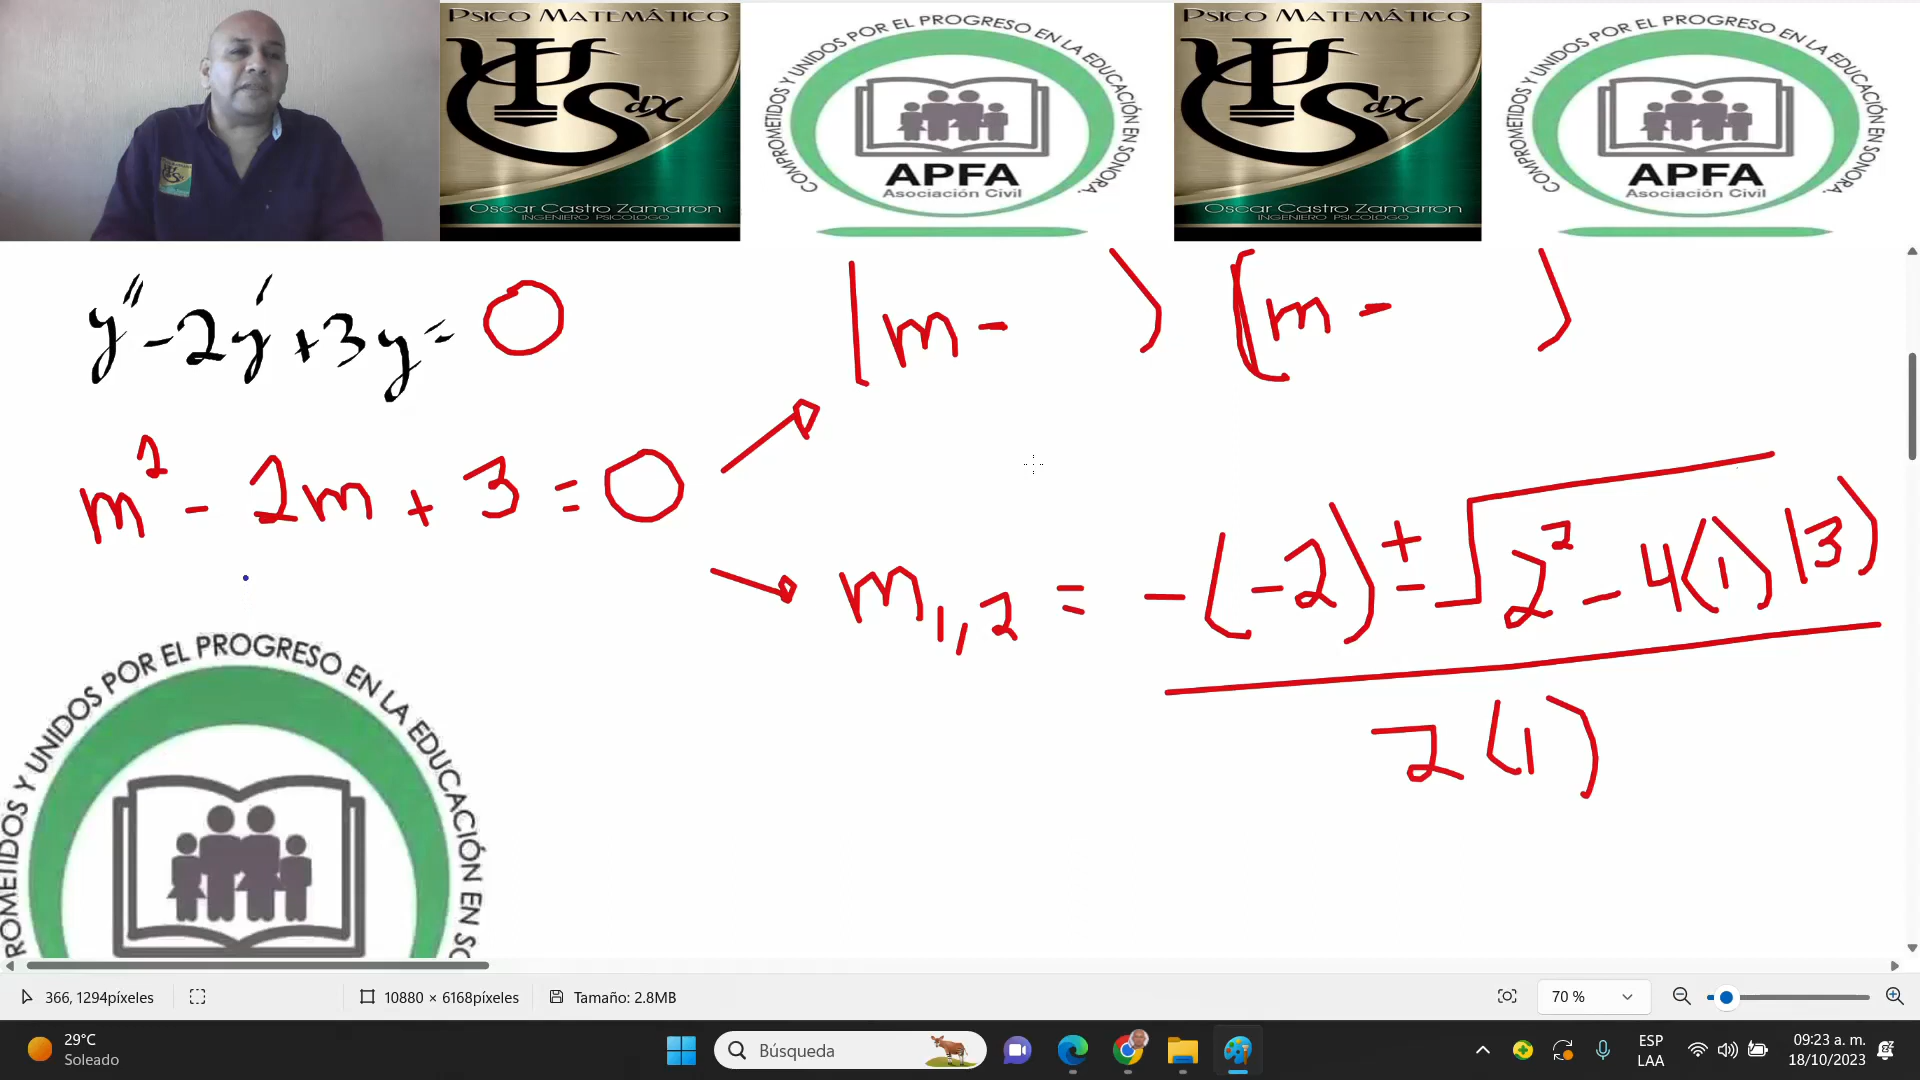 PSICO MATEMÁTICO
dx
Oscar Castro Zamarron
INGENIERO PSICOLOGO
COMPROMETIDOS Y UNIDOS POR EL PROGRESO EN LA EDUCACIÓN EN SONORA.
APFA
Asociación Civil
PSICO MATEMÁTICO
dx
Oscar Castro Zamarron
INGENIERO PSICOLOGO
COMPROMETIDOS Y UNIDOS POR EL PROGRESO EN LA EDUCACIÓN EN SONORA.
APFA
Asociación Civil
y'' - 2y' + 3y = 0
(m - ) (m - )
m² - 2m + 3 = 0
m1,2 = -(-2) ± √2² - 4(1)(3)
2(1)
ROMETIDOS Y UNIDOS POR EL PROGRESO EN LA EDUCACIÓN EN SO
366, 1294píxeles
10880 × 6168píxeles
Tamaño: 2.8MB
70 %
29°C
Soleado
Búsqueda
ESP
LAA
09:23 a. m.
18/10/2023